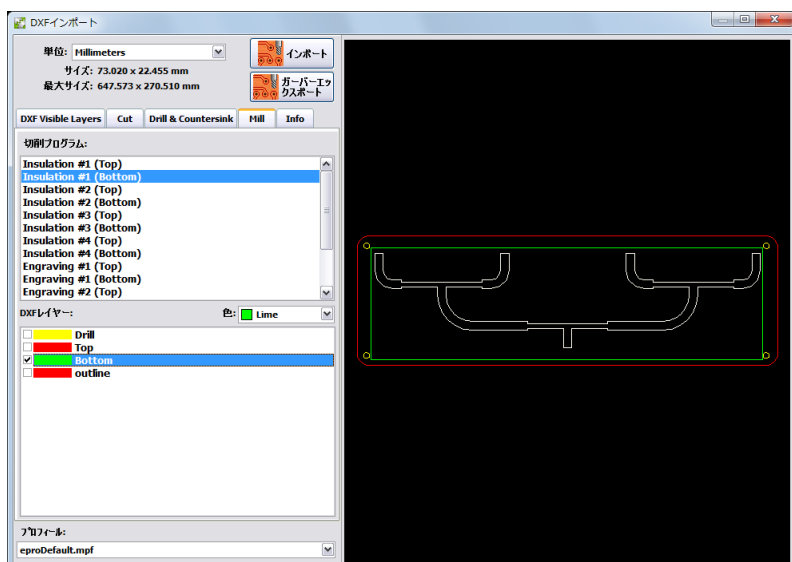 DXFインポート
単位: Millimeters
インポート
サイズ: 73.020 x 22.455 mm
最大サイズ: 647.573 x 270.510 mm
ガーバーエッ
クスポート
DXF Visible Layers Cut Drill & Countersink Mill Info
切削プログラム:
Insulation #1 (Top)
Insulation #1 (Bottom)
Insulation #2 (Top)
Insulation #2 (Bottom)
Insulation #3 (Top)
Insulation #3 (Bottom)
Insulation #4 (Top)
Insulation #4 (Bottom)
Engraving #1 (Top)
Engraving #1 (Bottom)
Engraving #2 (Top)
DXFレイヤー: 色: Lime
Drill
Top
Bottom
outline
プロフィール:
eproDefault.mpf